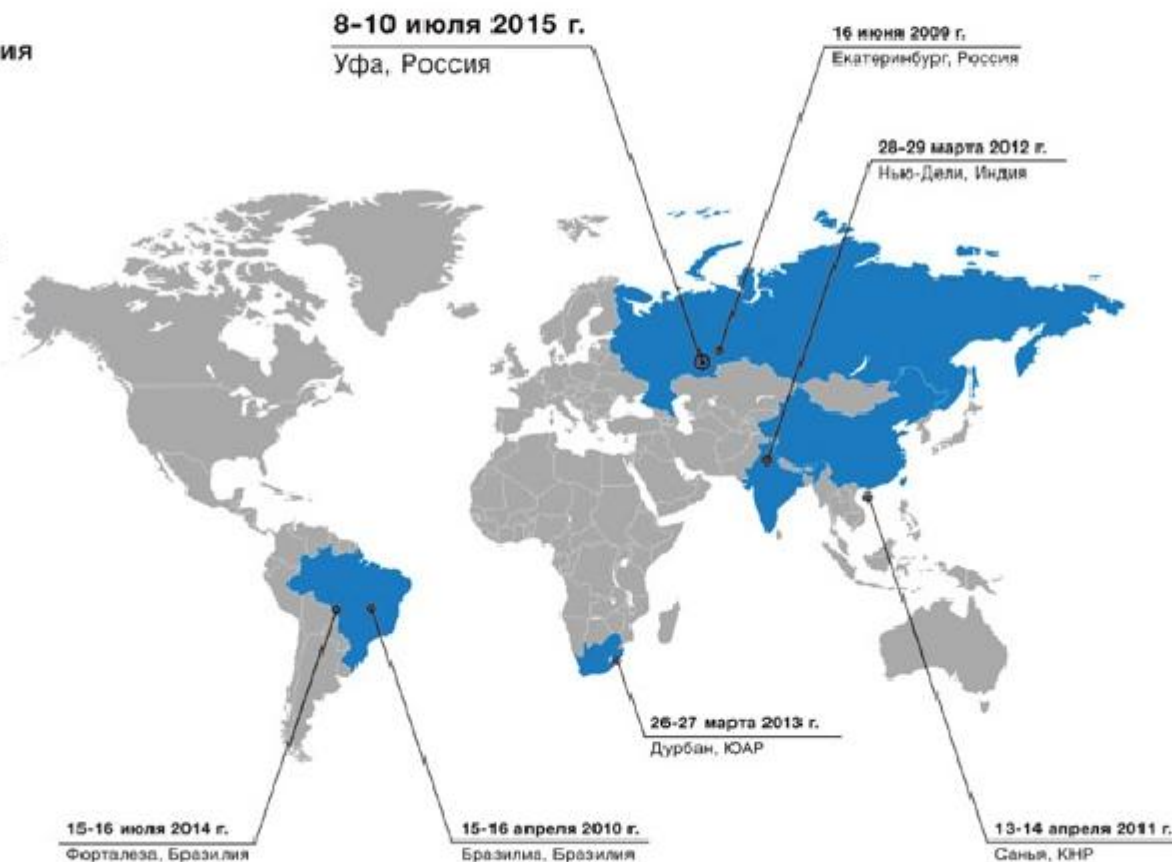 ия
8-10 июля 2015 г.
Уфа, Россия
16 июня 2009 г.
Екатеринбург, Россия
28-29 марта 2012 г.
Нью-Дели, Индия
26-27 марта 2013 г.
Дурбан, ЮАР
15-16 июля 2014 г.
Форталеза, Бразилия
15-16 апреля 2010 г.
Бразилиа, Бразилия
13-14 апреля 2011 г.
Санья, КНР